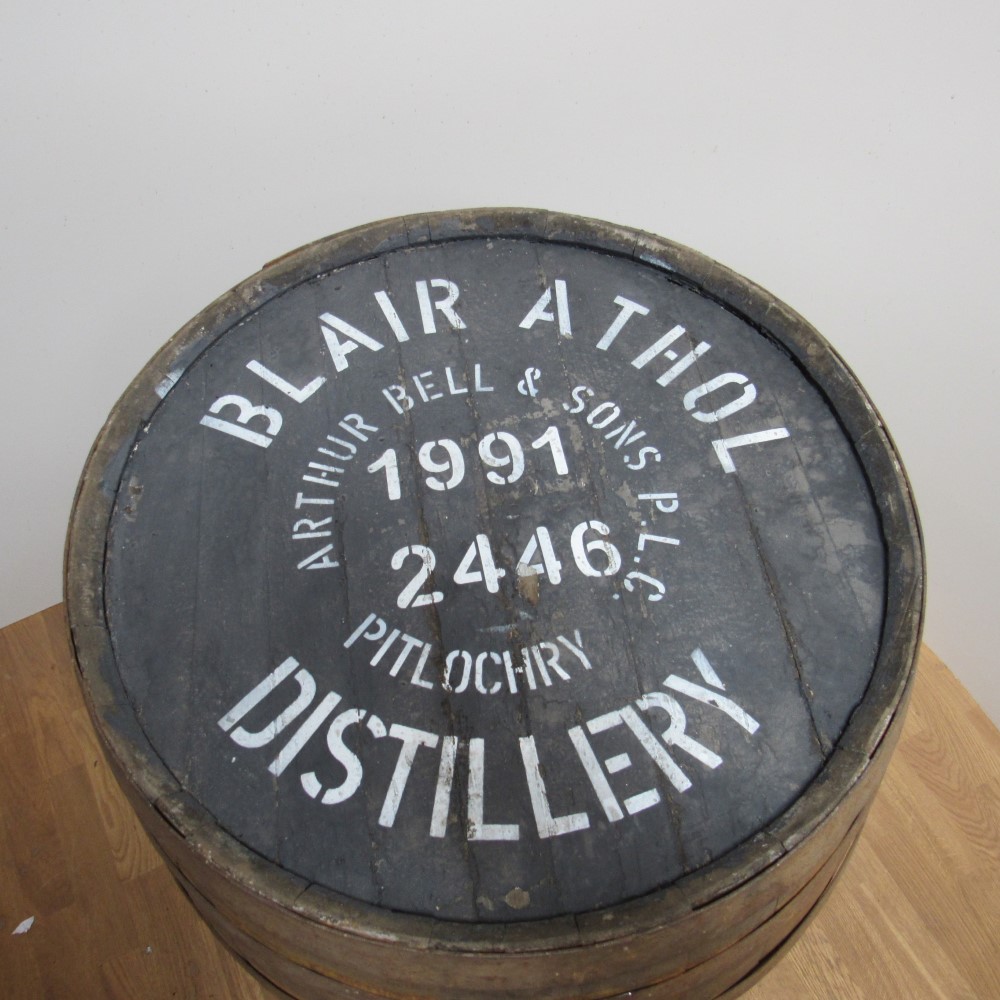 BLAIR ATHOL
ARTHUR BELL & SONS P.L.C.
1991
2446
PITLOCHRY
DISTILLERY